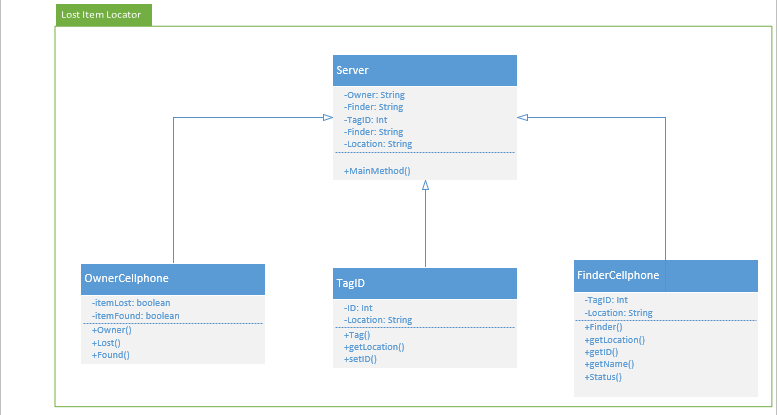 Lost Item Locator
Server
-Owner: String
-Finder: String
-TagID: Int
-Finder: String
-Location: String
+MainMethod()
OwnerCellphone
-itemLost: boolean
-itemFound: boolean
+Owner()
+Lost()
+Found()
TagID
-ID: Int
-Location: String
+Tag()
+getLocation()
+setID()
FinderCellphone
-TagID: Int
-Location: String
+Finder()
+getLocation()
+getID()
+getName()
+Status()